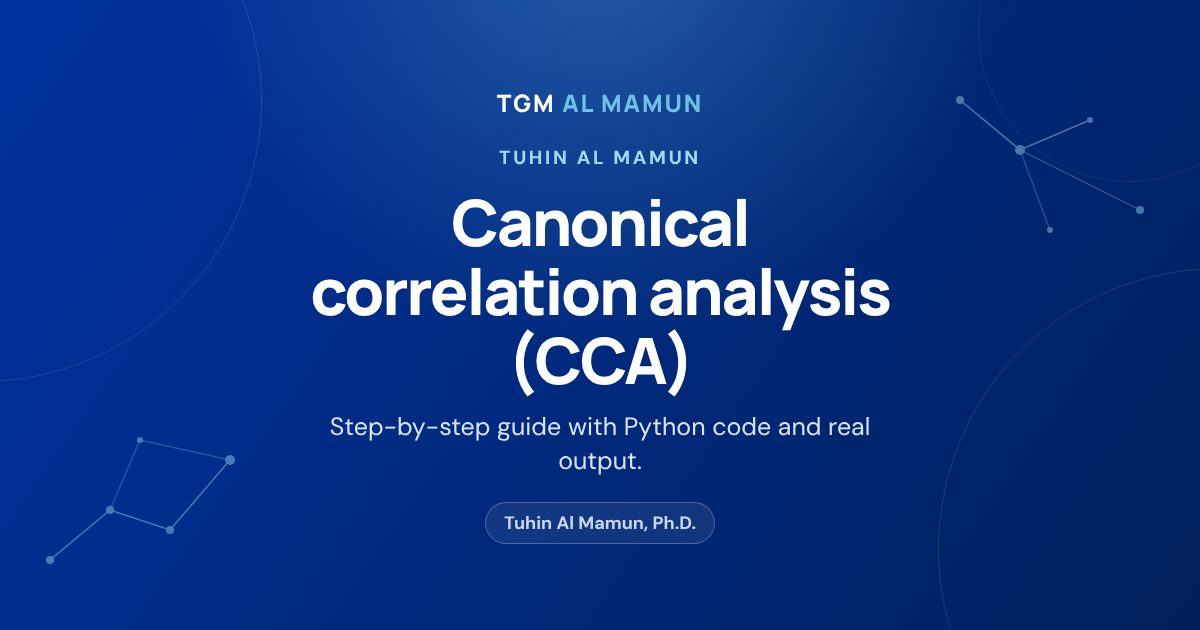 TGM AL MAMUN
TUHIN AL MAMUN
Canonical
correlation analysis
(CCA)
Step-by-step guide with Python code and real
output.
Tuhin Al Mamun, Ph.D.